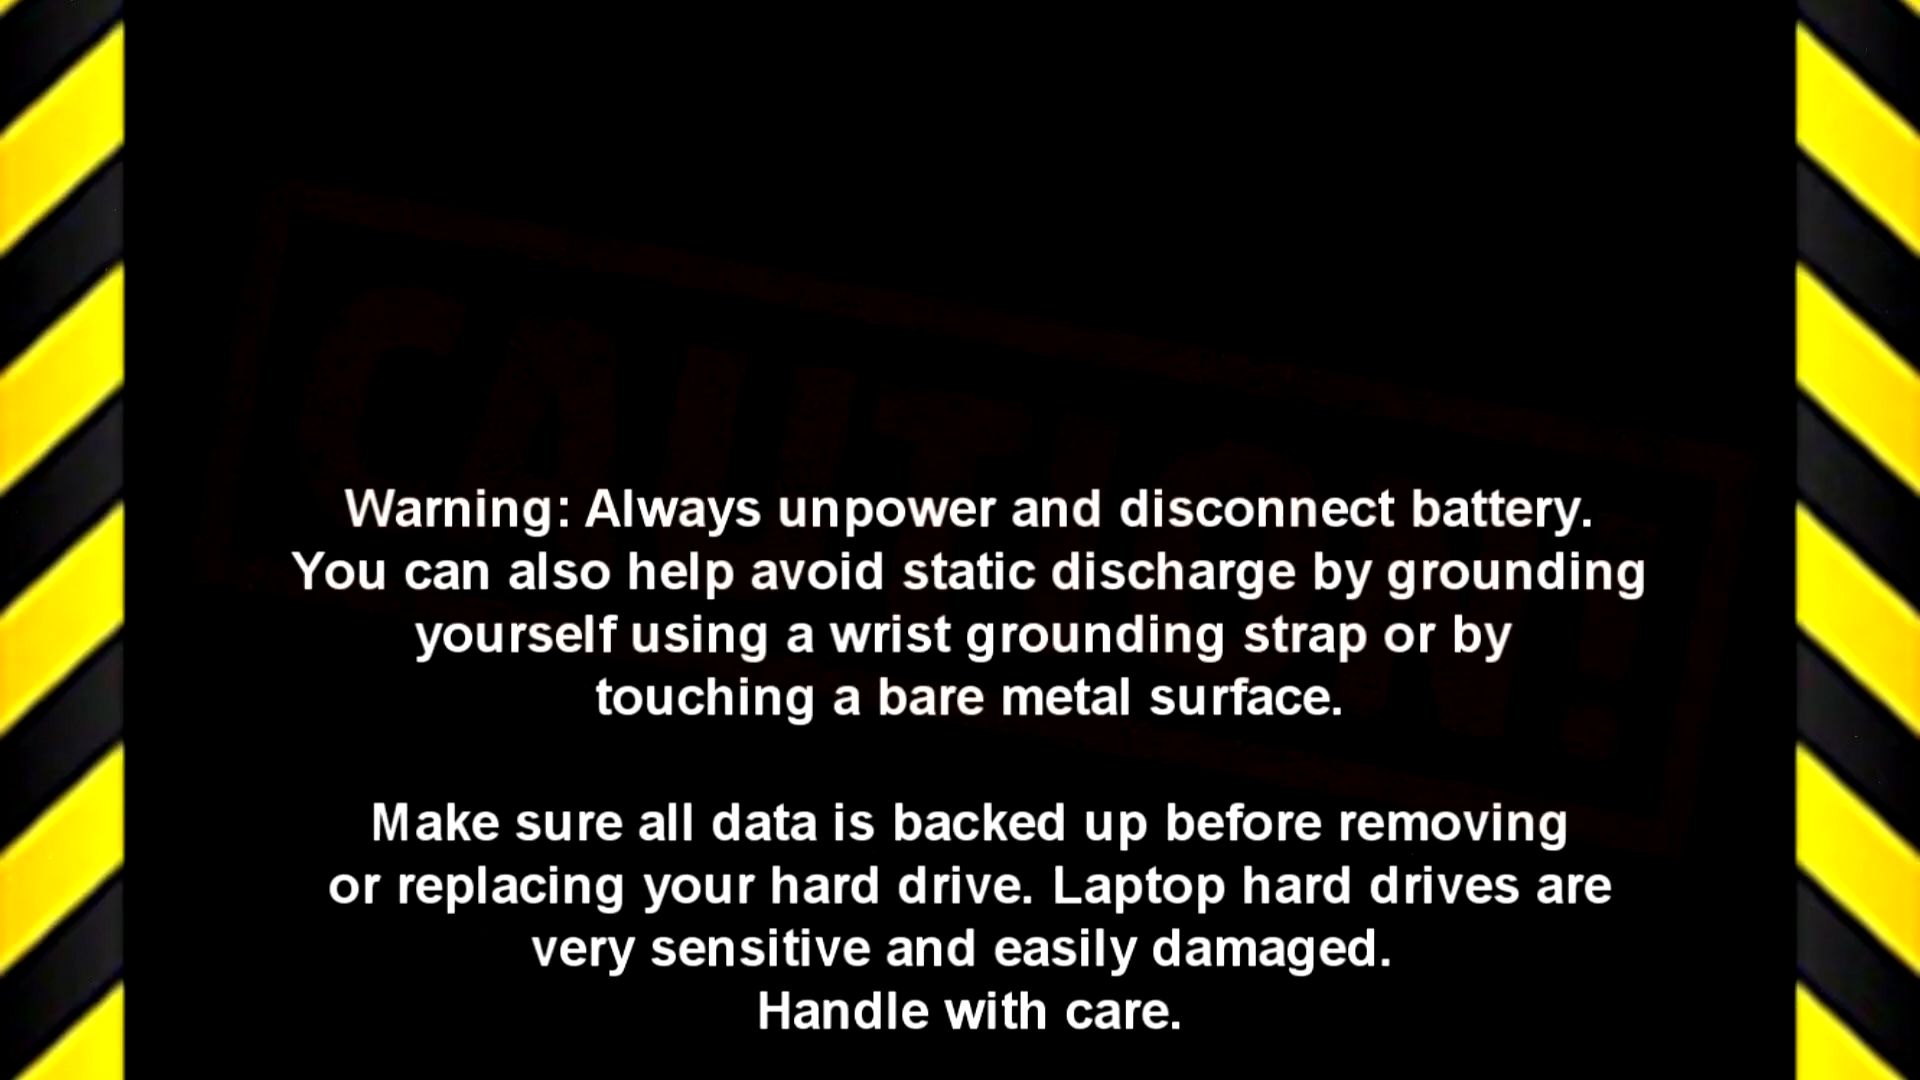 CAUTION!
Warning: Always unpower and disconnect battery.
You can also help avoid static discharge by grounding
yourself using a wrist grounding strap or by
touching a bare metal surface.
Make sure all data is backed up before removing
or replacing your hard drive. Laptop hard drives are
very sensitive and easily damaged.
Handle with care.